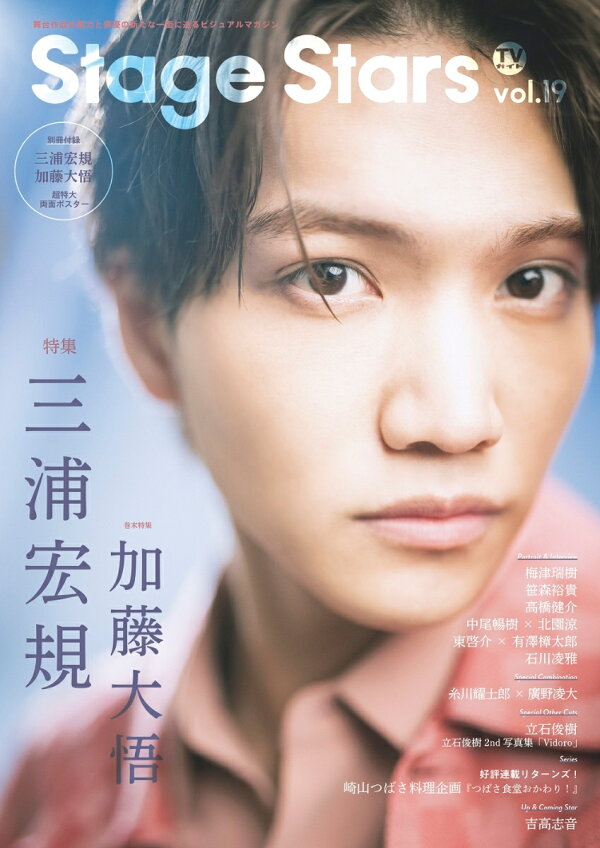 舞台作品の魅力と俳優の新たな一面に迫るビジュアルマガジン
Stage Stars
TV
ガイド
vol.19
別冊付録
三浦宏規
加藤大悟
超特大
両面ポスター
特集
三浦宏規
巻末特集
加藤大悟
Portrait & Interview
梅津瑞樹
笹森裕貴
高橋健介
中尾暢樹 × 北園涼
東啓介 × 有澤樟太郎
石川凌雅
Special Combination
糸川耀士郎 × 廣野凌大
Special Other Cuts
立石俊樹
立石俊樹 2nd 写真集「Vidoro」
Series
好評連載リターンズ!
崎山つばさ料理企画『つばさ食堂おかわり!』
Up & Coming Star
吉高志音